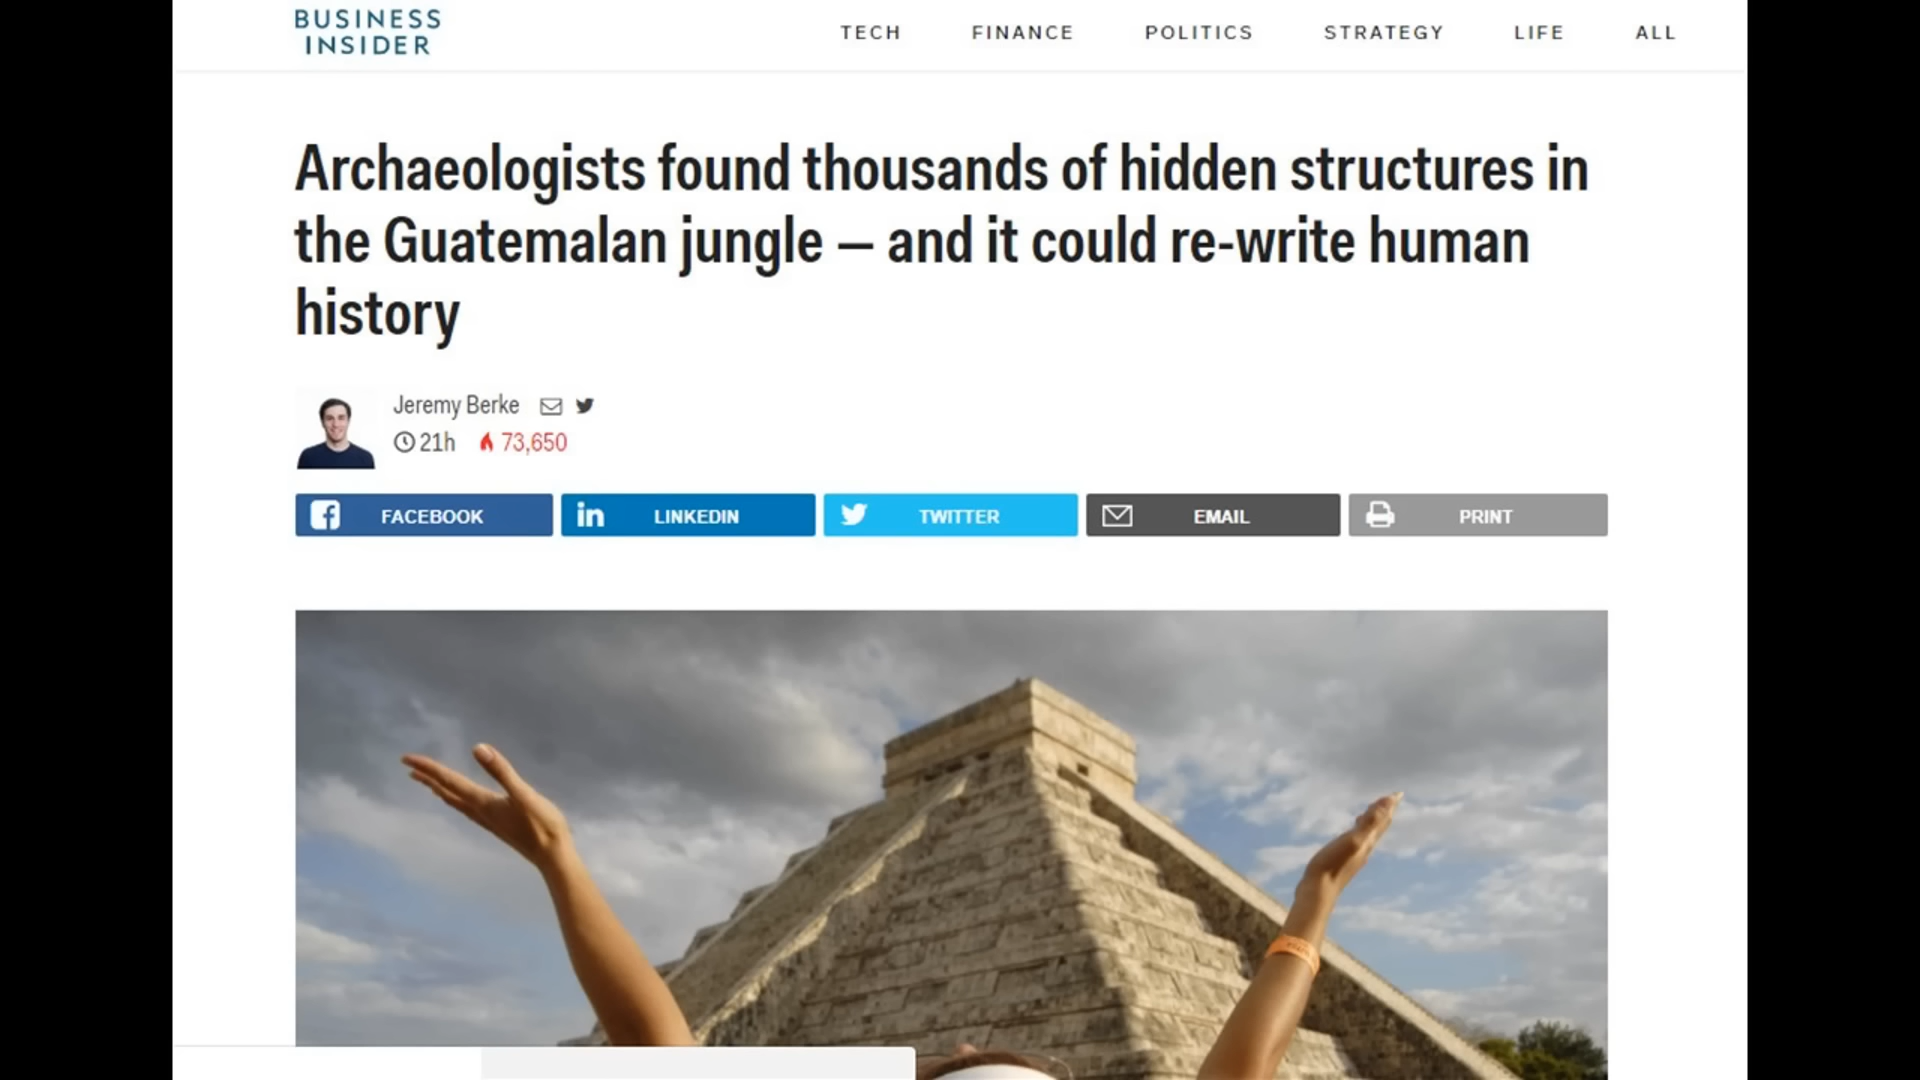 BUSINESS
INSIDER
TECH FINANCE POLITICS STRATEGY LIFE ALL
Archaeologists found thousands of hidden structures in
the Guatemalan jungle — and it could re-write human
history
Jeremy Berke
21h 73,650
FACEBOOK LINKEDIN TWITTER EMAIL PRINT